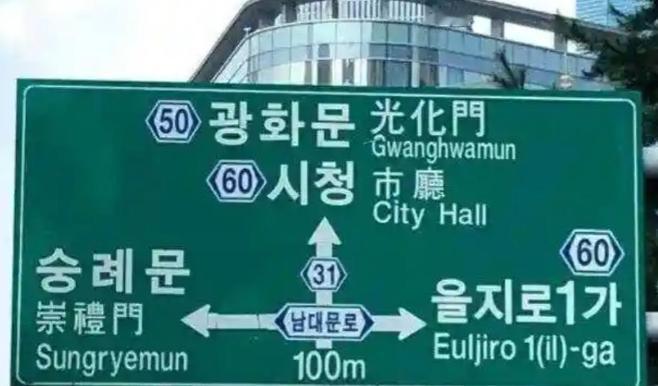 50 광화문 光化門
Gwanghwamun
60 시청 市廳
City Hall
60
31
숭례문
崇禮門
Sungryemun
남대문로
100m
을지로1가
Euljiro 1(il)-ga